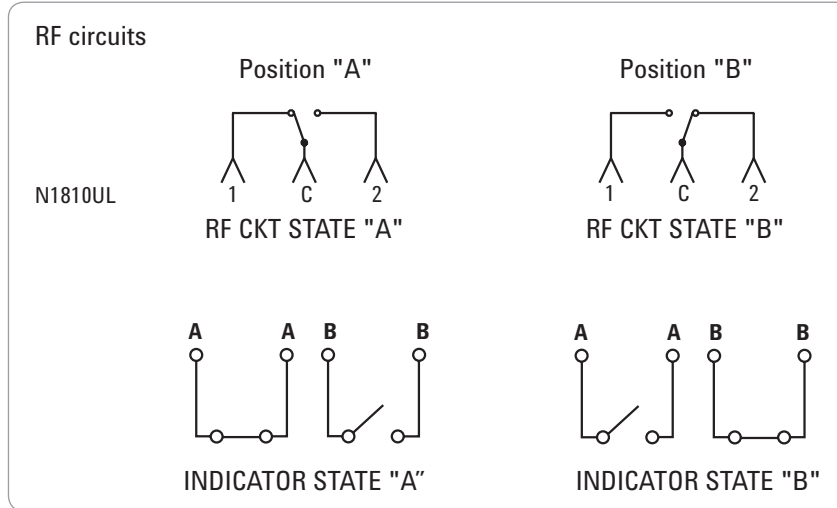 RF circuits
Position "A"
Position "B"
N1810UL
1 C 2
1 C 2
RF CKT STATE "A"
RF CKT STATE "B"
A A B B
A A B B
INDICATOR STATE "A”
INDICATOR STATE "B"